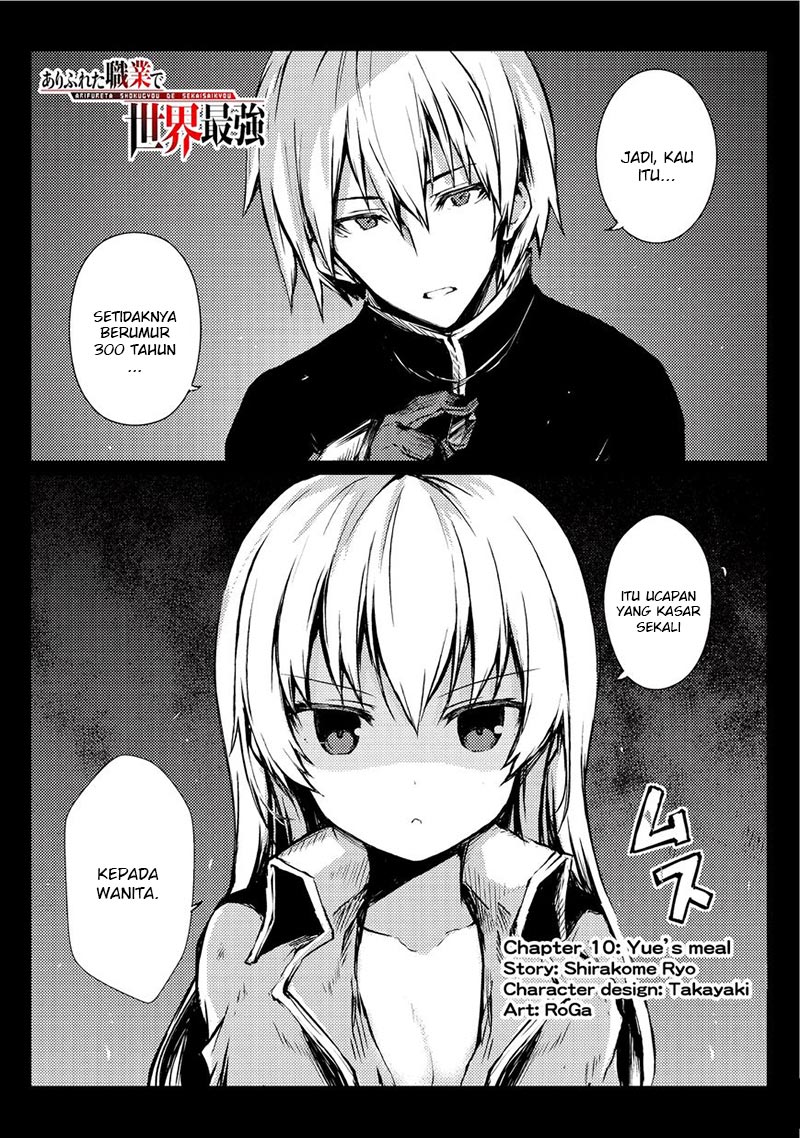 ありふれた職業で
ARIFURETA SHOKUGYOU DE SEKAISAIKYOU
世界最強
JADI, KAU
ITU...
SETIDAKNYA
BERUMUR
300 TAHUN
...
ITU UCAPAN
YANG KASAR
SEKALI
ムス
KEPADA
WANITA.
Chapter 10: Yue's meal
Story: Shirakome Ryo
Character design: Takayaki
Art: RoGa